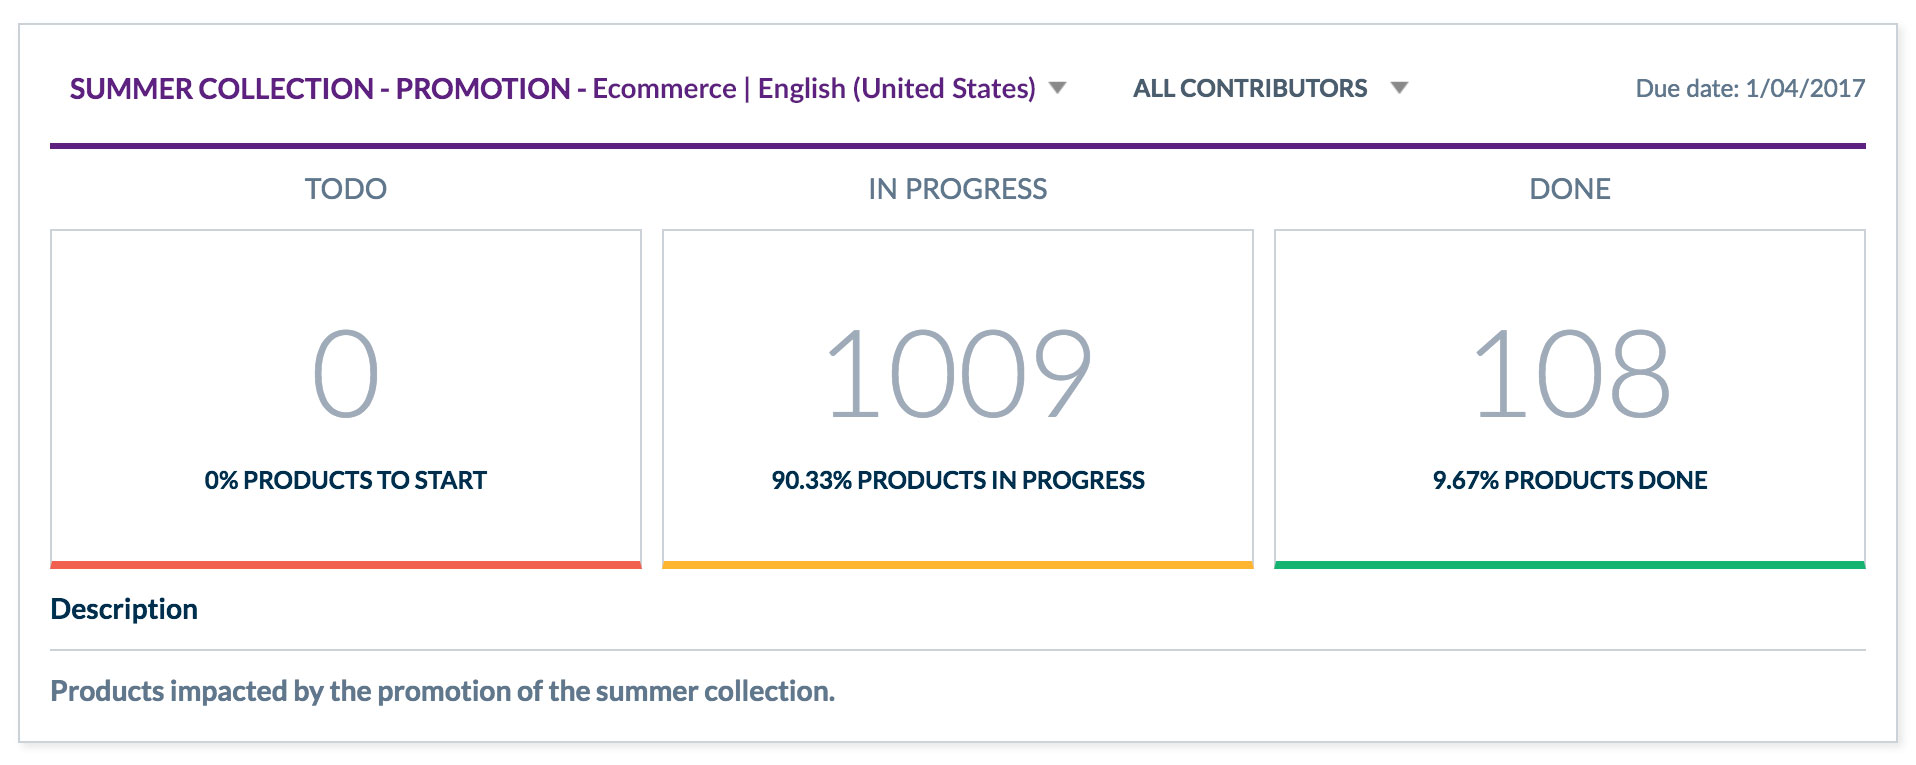 SUMMER COLLECTION - PROMOTION - Ecommerce | English (United States) ALL CONTRIBUTORS Due date: 1/04/2017
TODO IN PROGRESS DONE
0 1009 108
0% PRODUCTS TO START 90.33% PRODUCTS IN PROGRESS 9.67% PRODUCTS DONE
Description
Products impacted by the promotion of the summer collection.